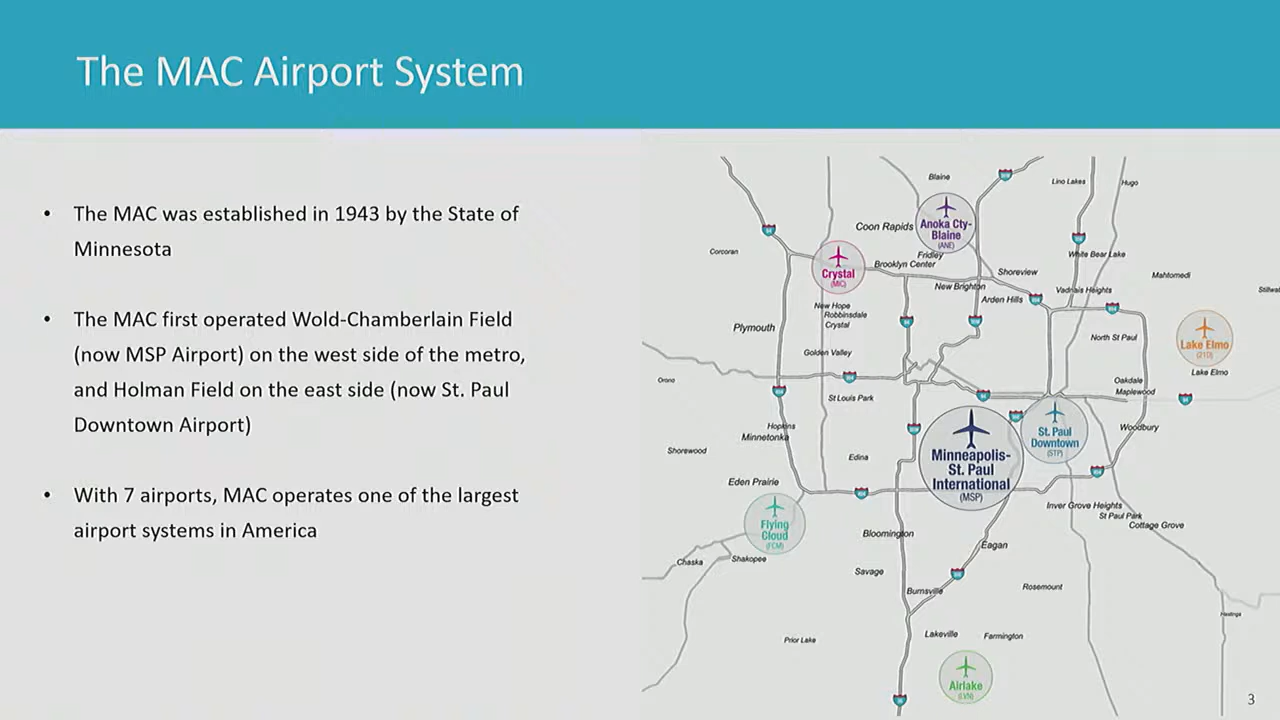 The MAC Airport System
• The MAC was established in 1943 by the State of
Minnesota
• The MAC first operated Wold-Chamberlain Field
(now MSP Airport) on the west side of the metro,
and Holman Field on the east side (now St. Paul
Downtown Airport)
• With 7 airports, MAC operates one of the largest
airport systems in America
Blaine
Lino Lakes
Hugo
Coon Rapids
Anoka Cty-
Blaine
(ANE)
Corcoran
Fridley
White Bear Lake
Crystal
(MIC)
Brooklyn Center
Shoreview
Mahtomedi
New Brighton
Arden Hills
Vadnais Heights
New Hope
Robbinsdale
Crystal
Plymouth
North St Paul
Lake Elmo
(21D)
Lake Elmo
Golden Valley
Orono
Oakdale
Maplewood
St Louis Park
Hopkins
Minnetonka
St. Paul
Downtown
(STP)
Woodbury
Shorewood
Edina
Minneapolis-
St. Paul
International
(MSP)
Eden Prairie
Inver Grove Heights
St Paul Park
Cottage Grove
Flying
Cloud
(FCM)
Bloomington
Eagan
Chaska
Shakopee
Savage
Burnsville
Rosemount
Hastings
Prior Lake
Lakeville
Farmington
Airlake
(LVN)
3